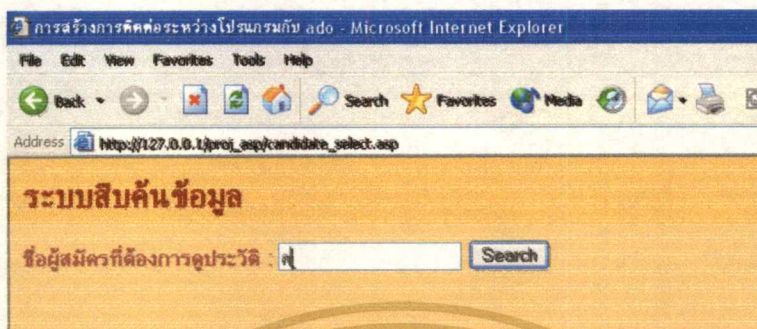 การสร้างการติดต่อระหว่างโปรแกรมกับ ado - Microsoft Internet Explorer
File Edit View Favorites Tools Help
Back Search Favorites Media
Address http://127.0.0.1/proj_asp/candidate_select.asp
ระบบสืบค้นข้อมูล
ชื่อผู้สมัครที่ต้องการดูประวัติ : Search